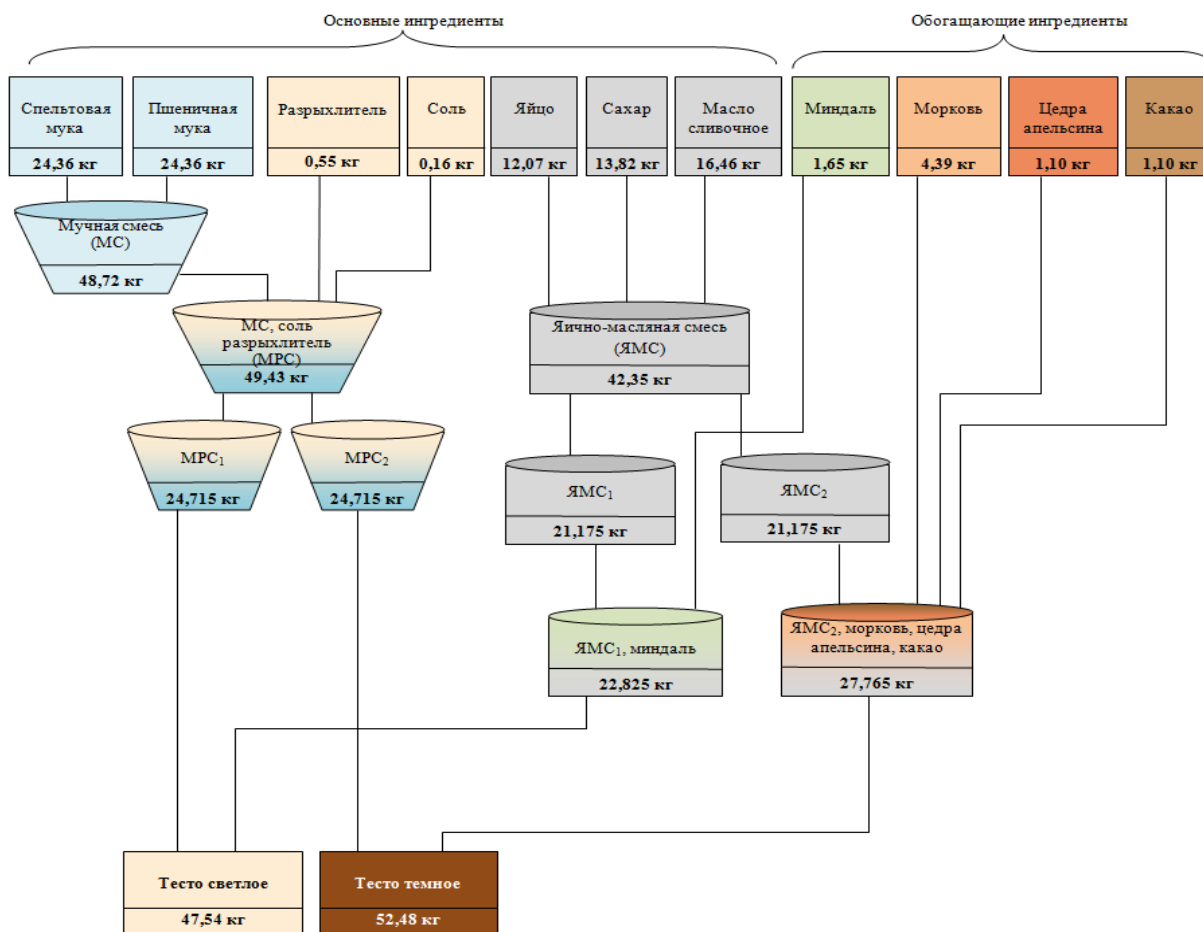 Основные ингредиенты
Обогащающие ингредиенты
Спельтовая
мука
24,36 кг
Пшеничная
мука
24,36 кг
Разрыхлитель
0,55 кг
Соль
0,16 кг
Яйцо
12,07 кг
Сахар
13,82 кг
Масло
сливочное
16,46 кг
Миндаль
1,65 кг
Морковь
4,39 кг
Цедра
апельсина
1,10 кг
Какао
1,10 кг
Мучная смесь
(МС)
48,72 кг
МС, соль
разрыхлитель
(МРС)
49,43 кг
Яично-масляная смесь
(ЯМС)
42,35 кг
МРС₁
24,715 кг
МРС₂
24,715 кг
ЯМС₁
21,175 кг
ЯМС₂
21,175 кг
ЯМС₁, миндаль
22,825 кг
ЯМС₂, морковь, цедра
апельсина, какао
27,765 кг
Тесто светлое
47,54 кг
Тесто темное
52,48 кг